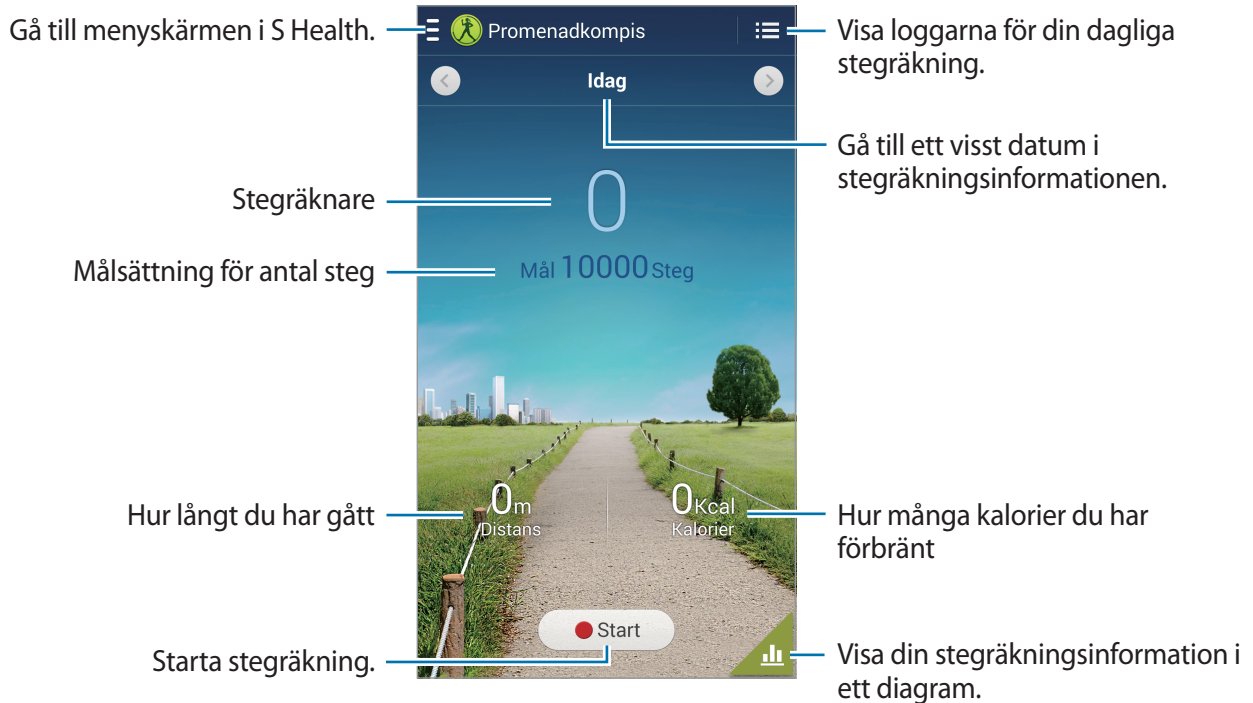 Gå till menyskärmen i S Health.
Promenadkompis
Visa loggarna för din dagliga
stegräkning.
Idag
Gå till ett visst datum i
stegräkningsinformationen.
Stegräknare
0
Målsättning för antal steg
Mål 10000 Steg
Hur långt du har gått
0m
Distans
0Kcal
Kalorier
Hur många kalorier du har
förbränt
Starta stegräkning.
Start
Visa din stegräkningsinformation i
ett diagram.